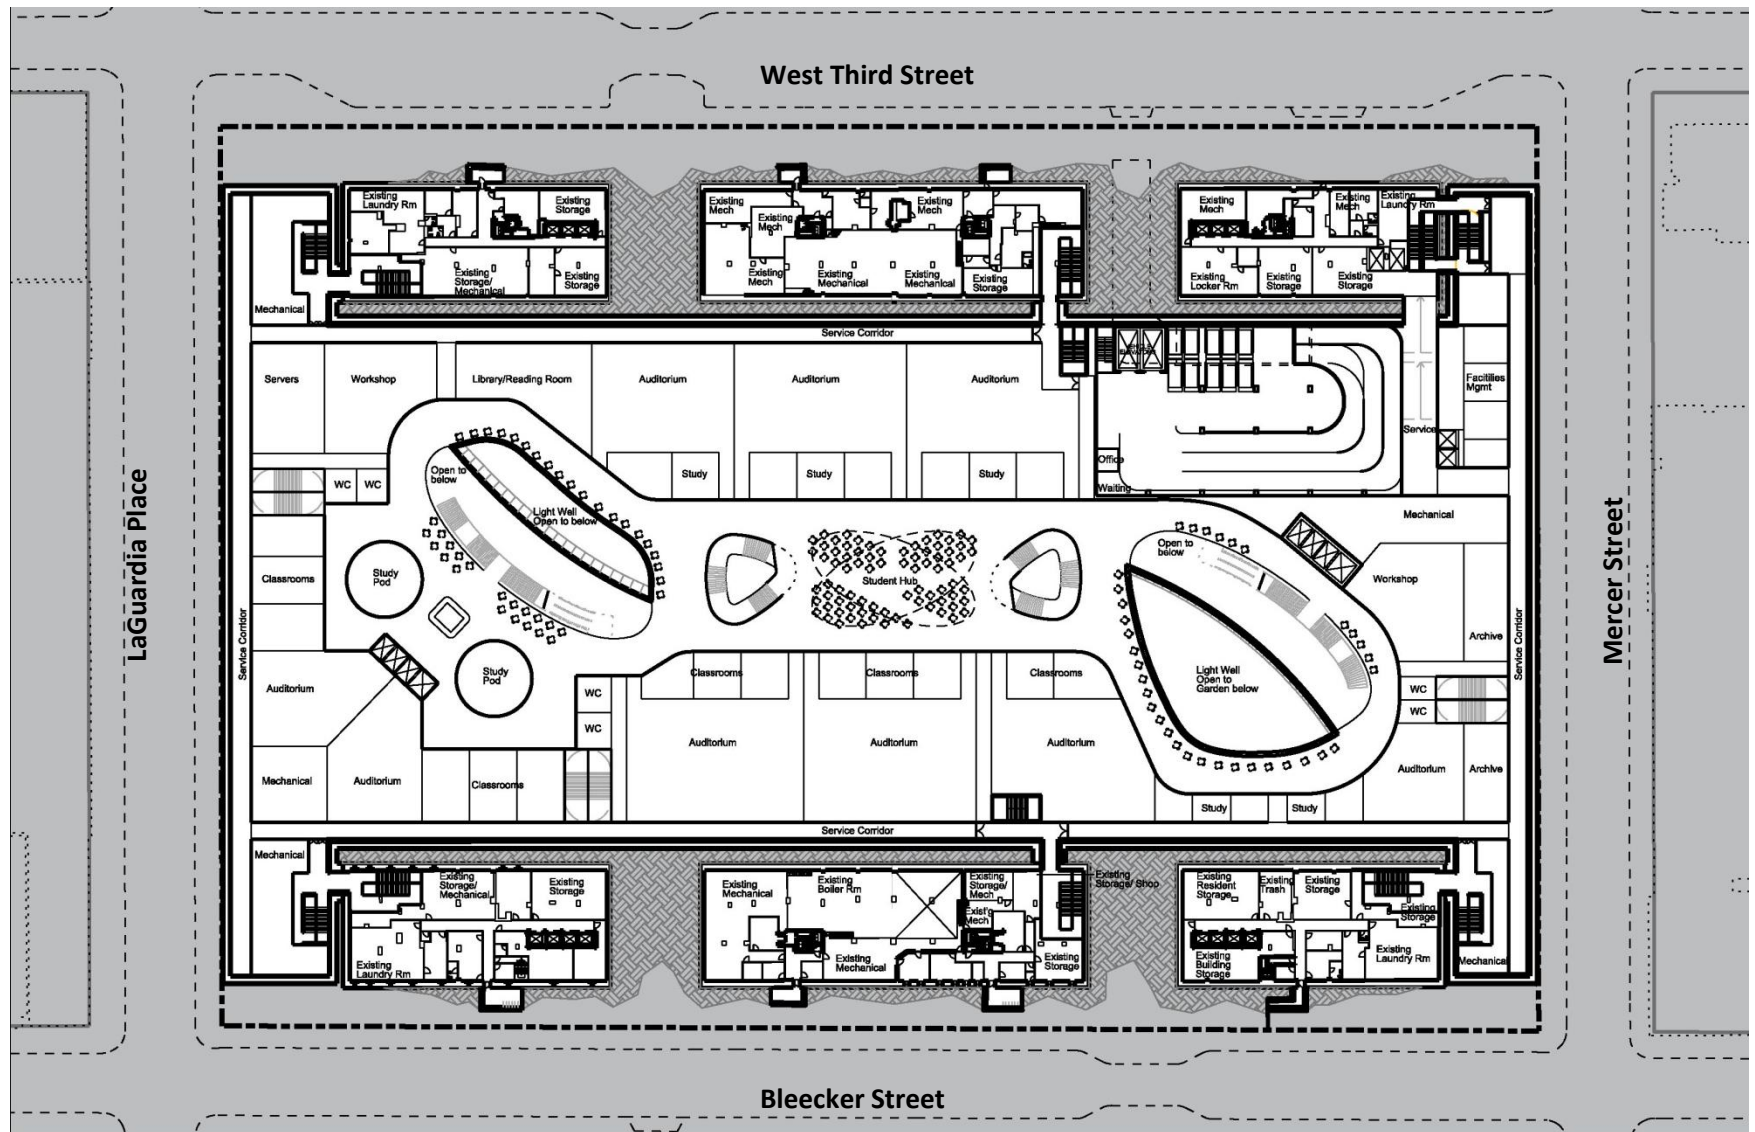 West Third Street
Existing
Laundry Rm
Existing
Storage
Existing
Storage/
Mechanical
Existing
Storage
Existing
Mech
Existing
Mech
Existing
Mech
Existing
Mech
Existing
Mechanical
Existing
Mechanical
Existing
Storage
Existing
Mech
Existing
Mech
Existing
Laundry Rm
Existing
Locker Rm
Existing
Storage
Existing
Storage
Mechanical
Service Corridor
Servers
Workshop
Library/Reading Room
Auditorium
Auditorium
Auditorium
Facitilies
Mgmt
Service
Office
Waiting
WC
WC
Open to
below
Light Well
Open to below
Study
Study
Study
Mechanical
LaGuardia Place
Mercer Street
Classrooms
Study
Pod
Student Hub
Open to
below
Workshop
Archive
Service Corridor
Service Corridor
Study
Pod
Auditorium
WC
WC
Classrooms
Classrooms
Classrooms
Light Well
Open to
Garden below
WC
WC
Auditorium
Auditorium
Auditorium
Mechanical
Auditorium
Classrooms
Auditorium
Archive
Study
Study
Service Corridor
Mechanical
Existing
Storage/
Mechanical
Existing
Storage
Existing
Laundry Rm
Existing
Mechanical
Existing
Boiler Rm
Existing
Storage/
Mech
Exist'g
Mech
Existing
Storage/ Shop
Existing
Mechanical
Existing
Storage
Existing
Resident
Storage
Existing
Trash
Existing
Storage
Existing
Storage
Existing
Building
Storage
Existing
Laundry Rm
Mechanical
Bleecker Street